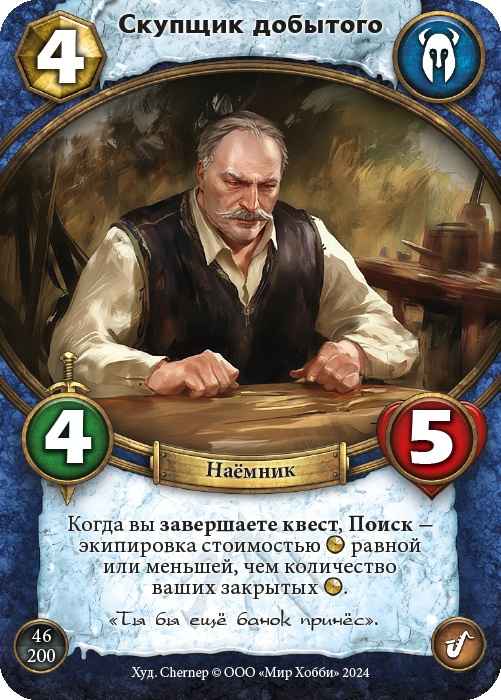 Скупщик добытого
4
4
5
Наёмник
Когда вы завершаете квест, Поиск –
экипировка стоимостью равной
или меньшей, чем количество
ваших закрытых .
«Ты бы ещё банок принёс».
46
200
Худ. Chernep © ООО «Мир Хобби» 2024